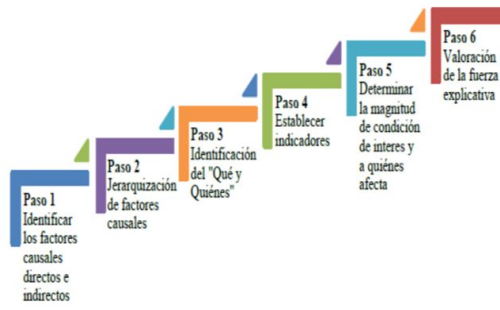 Paso 1
Identificar
los factores
causales
directos e
indirectos
Paso 2
Jerarquización
de factores
causales
Paso 3
Identificación
del "Qué y
Quiénes"
Paso 4
Establecer
indicadores
Paso 5
Determinar
la magnitud
de condición
de interes y
a quiénes
afecta
Paso 6
Valoración
de la fuerza
explicativa